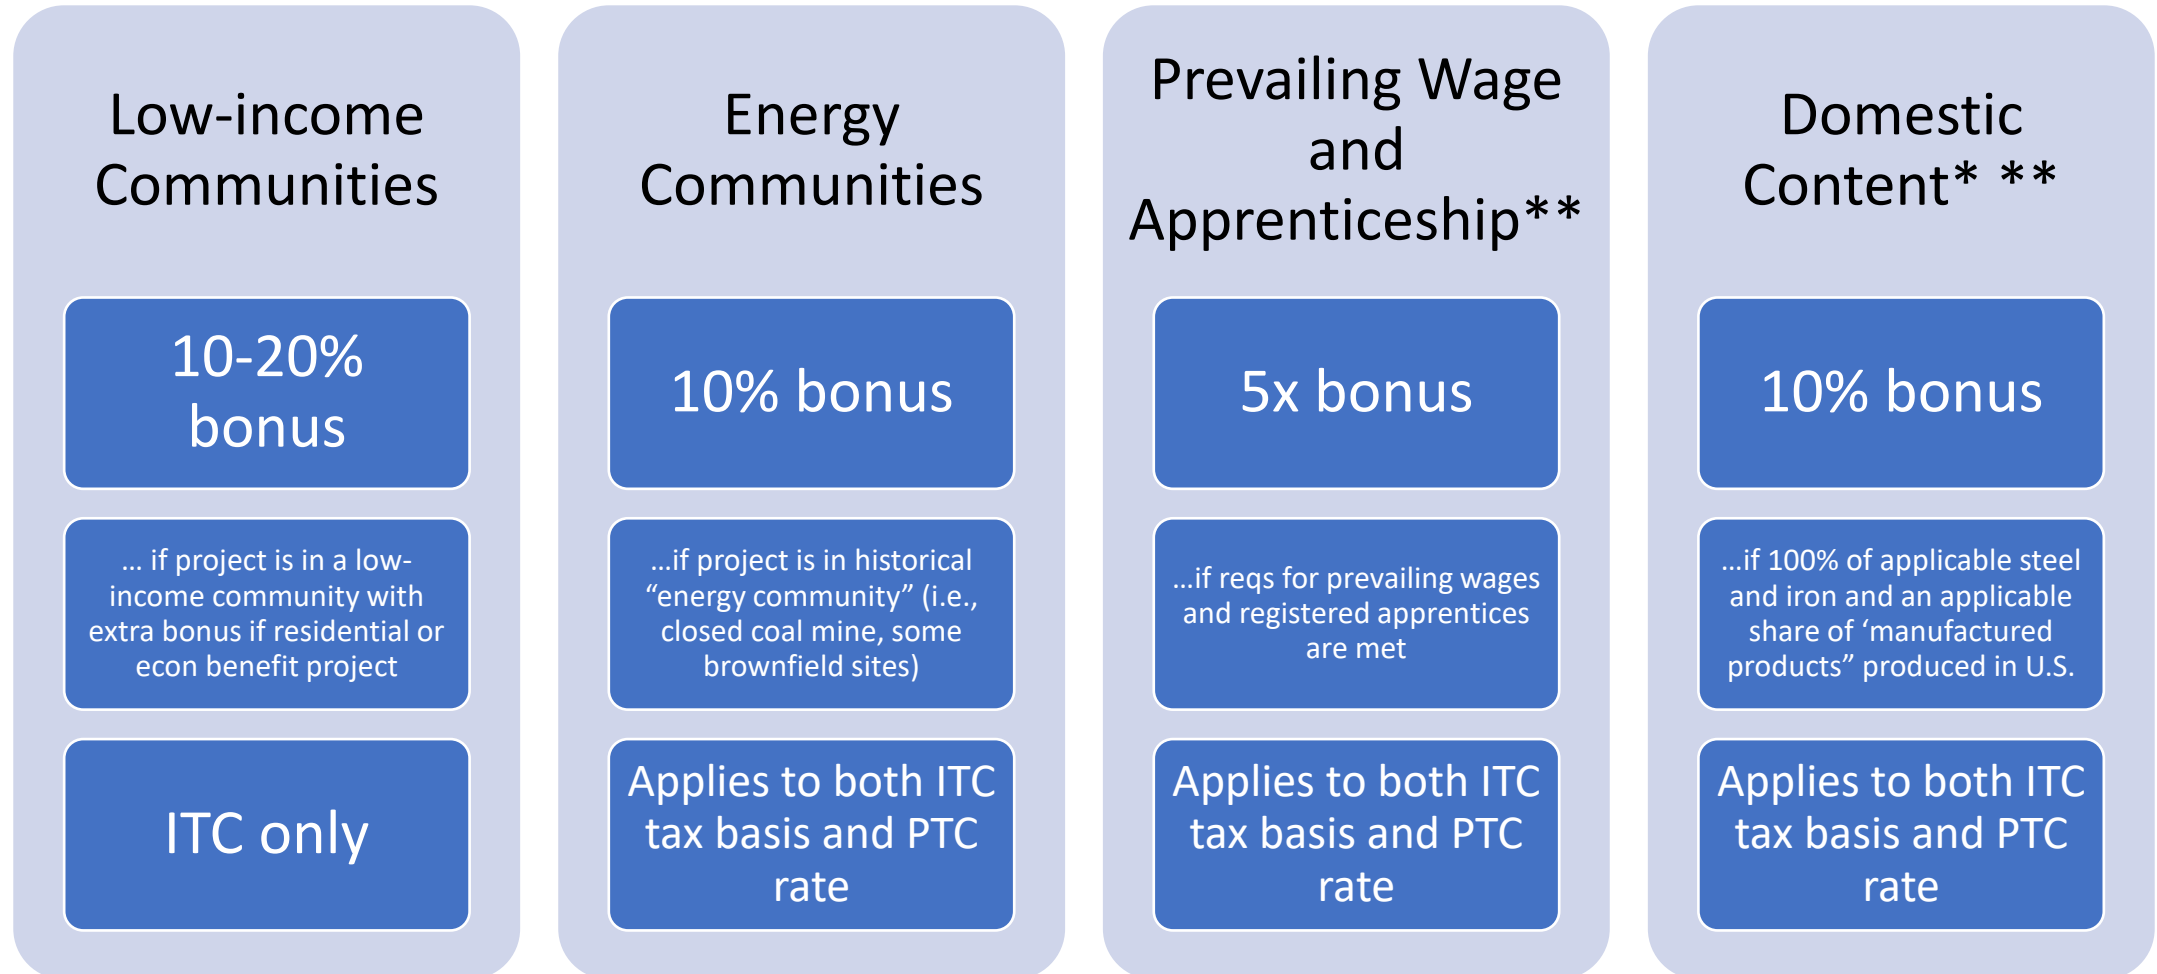 Low-income
Communities
10-20%
bonus
... if project is in a low-
income community with
extra bonus if residential or
econ benefit project
ITC only
Energy
Communities
10% bonus
...if project is in historical
“energy community” (i.e.,
closed coal mine, some
brownfield sites)
Applies to both ITC
tax basis and PTC
rate
Prevailing Wage
and
Apprenticeship**
5x bonus
...if reqs for prevailing wages
and registered apprentices
are met
Applies to both ITC
tax basis and PTC
rate
Domestic
Content* **
10% bonus
...if 100% of applicable steel
and iron and an applicable
share of ‘manufactured
products” produced in U.S.
Applies to both ITC
tax basis and PTC
rate